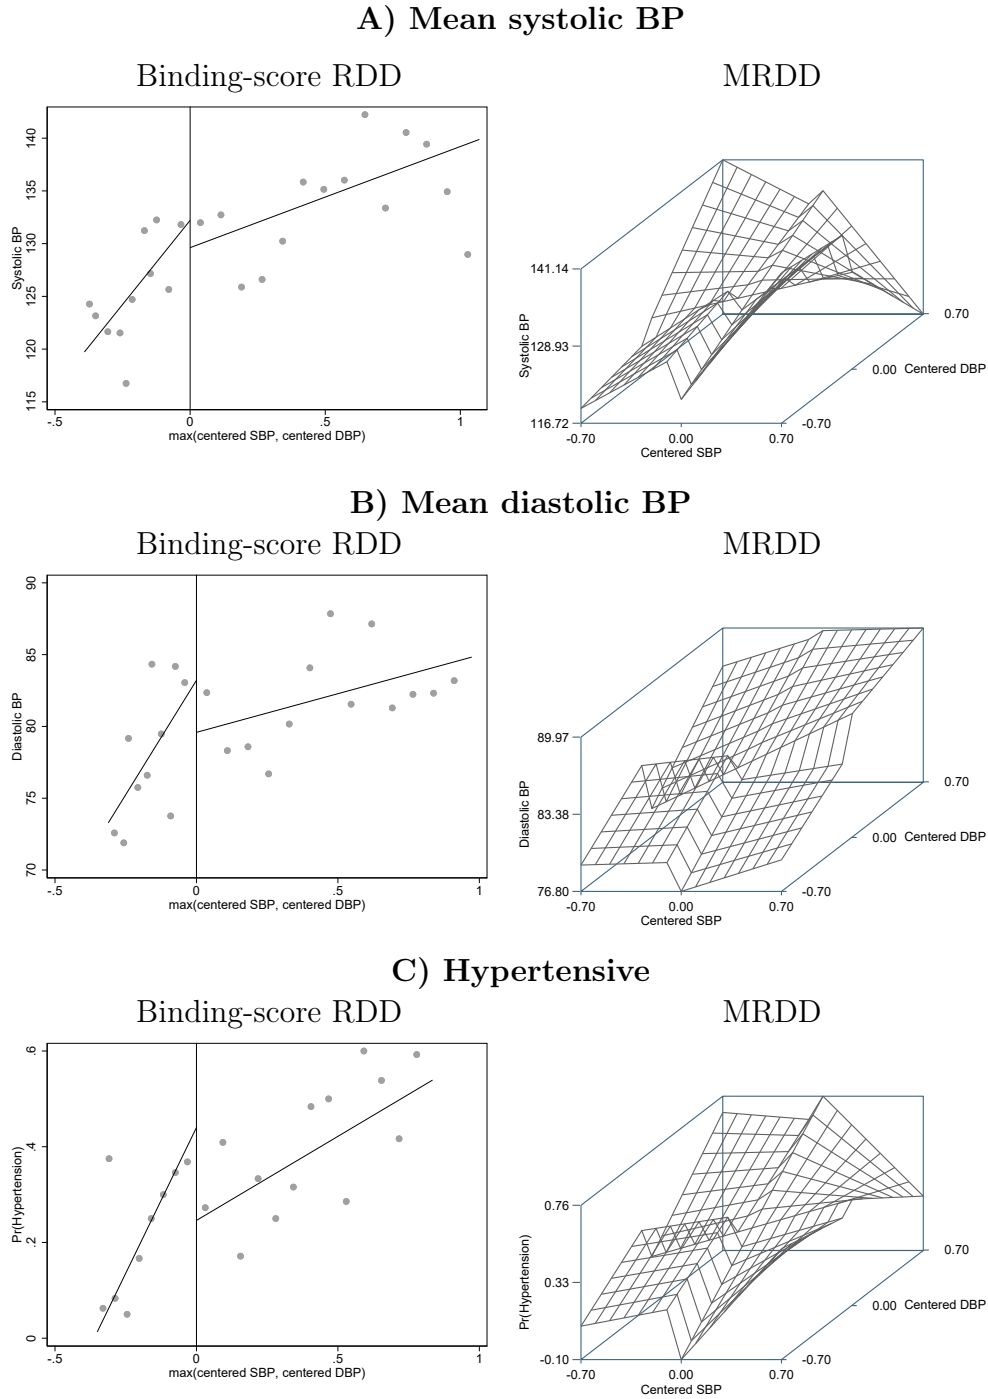 A) Mean systolic BP
Binding-score RDD
MRDD
140
135
130
125
120
115
Systolic BP
-.5
0
.5
1
max(centered SBP, centered DBP)
141.14
128.93
116.72
Systolic BP
-0.70
0.00
0.70
Centered SBP
-0.70
0.00
0.70
Centered DBP
B) Mean diastolic BP
Binding-score RDD
MRDD
90
85
80
75
70
Diastolic BP
-.5
0
.5
1
max(centered SBP, centered DBP)
89.97
83.38
76.80
Diastolic BP
-0.70
0.00
0.70
Centered SBP
-0.70
0.00
0.70
Centered DBP
C) Hypertensive
Binding-score RDD
MRDD
.6
.4
.2
0
Pr(Hypertension)
-.5
0
.5
1
max(centered SBP, centered DBP)
0.76
0.33
-0.10
Pr(Hypertension)
-0.70
0.00
0.70
Centered SBP
-0.70
0.00
0.70
Centered DBP